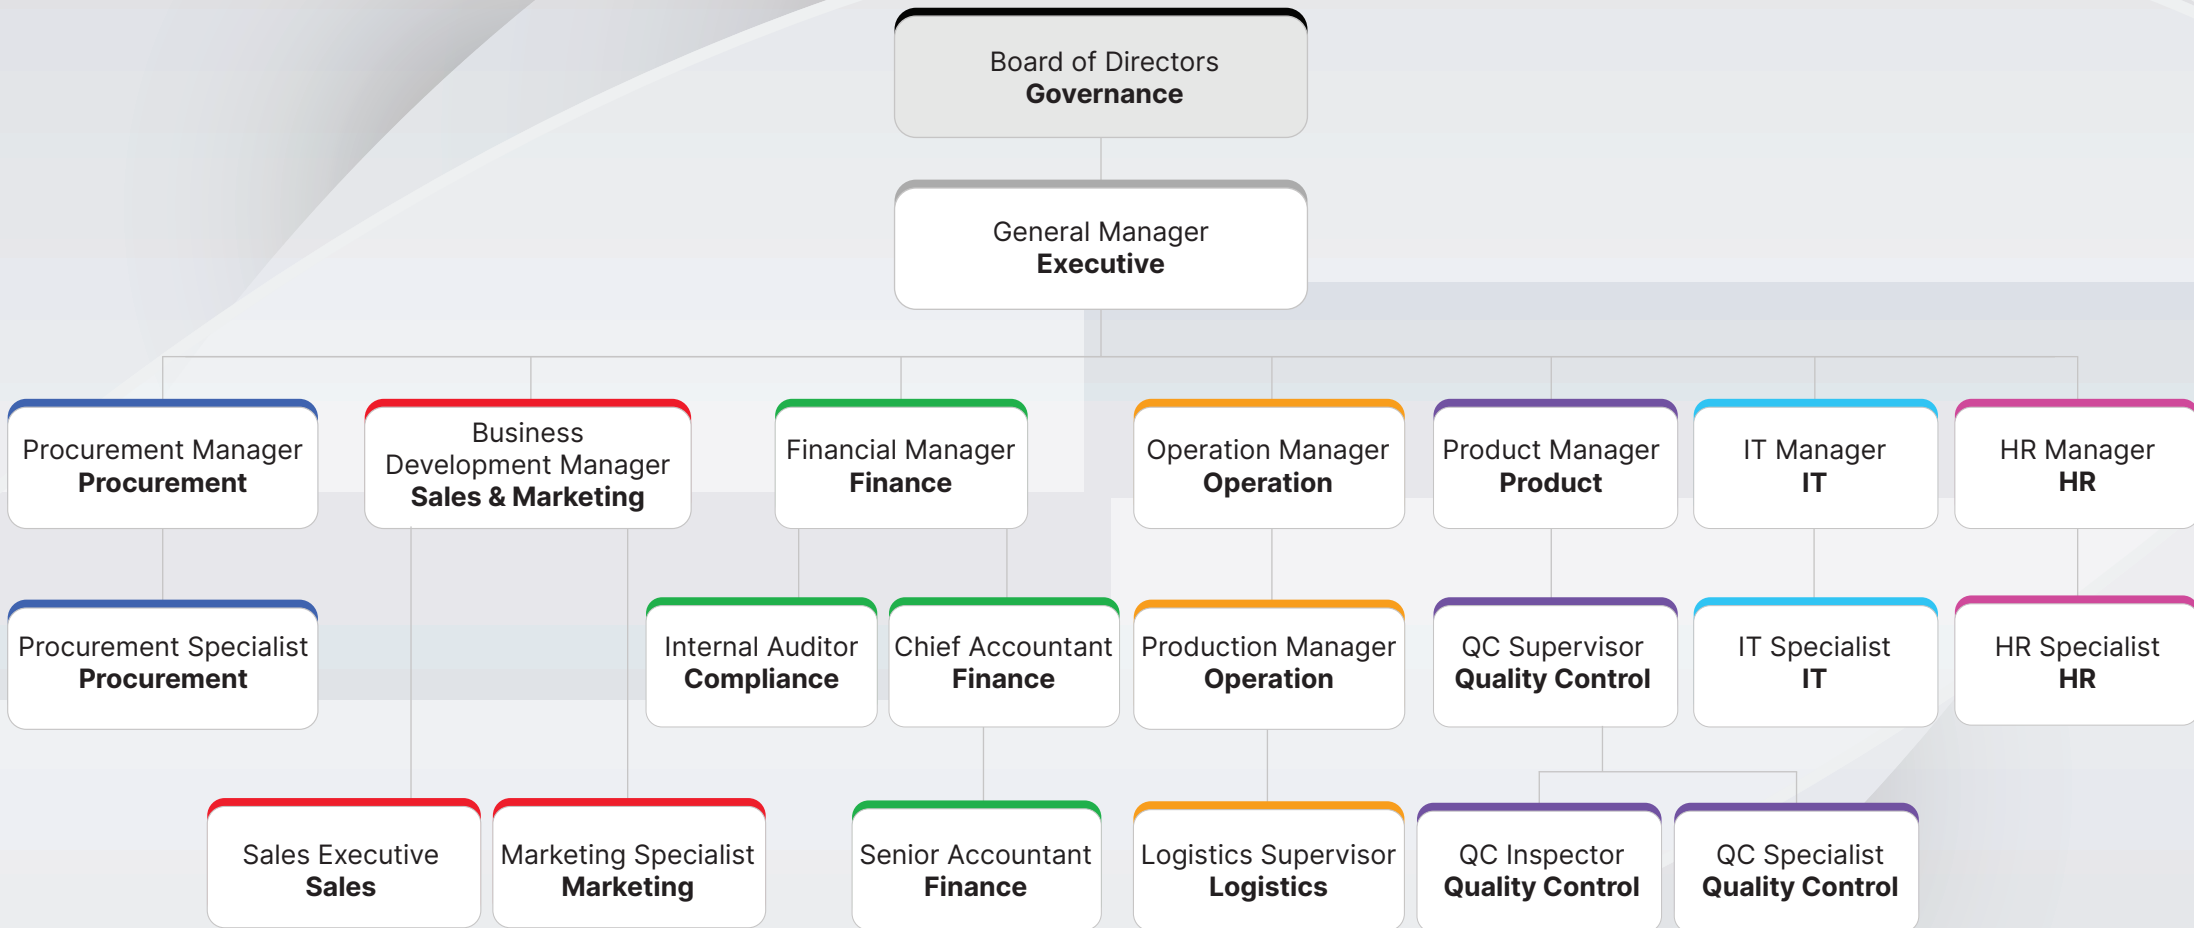 Board of Directors
Governance
General Manager
Executive
Procurement Manager
Procurement
Business
Development Manager
Sales & Marketing
Financial Manager
Finance
Operation Manager
Operation
Product Manager
Product
IT Manager
IT
HR Manager
HR
Procurement Specialist
Procurement
Internal Auditor
Compliance
Chief Accountant
Finance
Production Manager
Operation
QC Supervisor
Quality Control
IT Specialist
IT
HR Specialist
HR
Sales Executive
Sales
Marketing Specialist
Marketing
Senior Accountant
Finance
Logistics Supervisor
Logistics
QC Inspector
Quality Control
QC Specialist
Quality Control